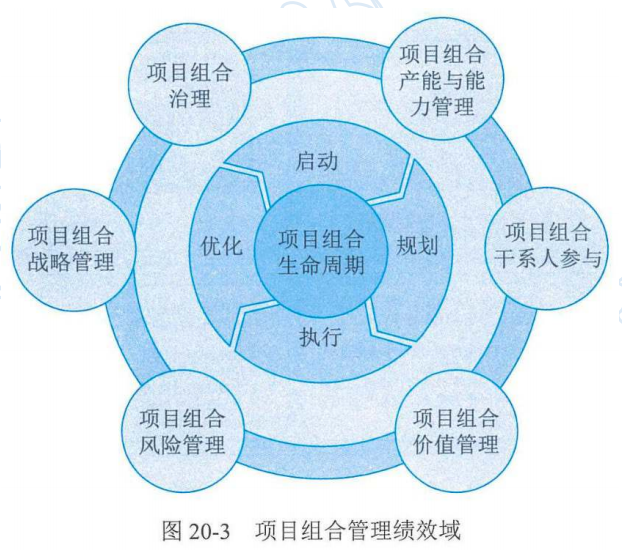 项目组合
治理
项目组合
产能与能
力管理
启动
项目组合
战略管理
优化
项目组合
生命周期
规划
项目组合
干系人参与
执行
项目组合
风险管理
项目组合
价值管理
图 20-3 项目组合管理绩效域